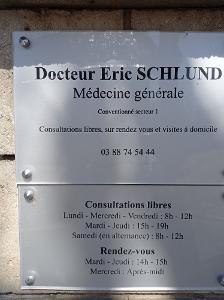 Docteur Eric SCHLUND
Médecine générale
Conventionné secteur 1
Consultations libres, sur rendez vous et visites à domicile
03 88 74 54 44
Consultations libres
Lundi - Mercredi - Vendredi : 8h - 12h
Mardi - Jeudi : 15h - 19h
Samedi (en alternance) : 8h - 12h
Rendez-vous
Mardi - Jeudi : 14h - 15h
Mercredi : Après-midi